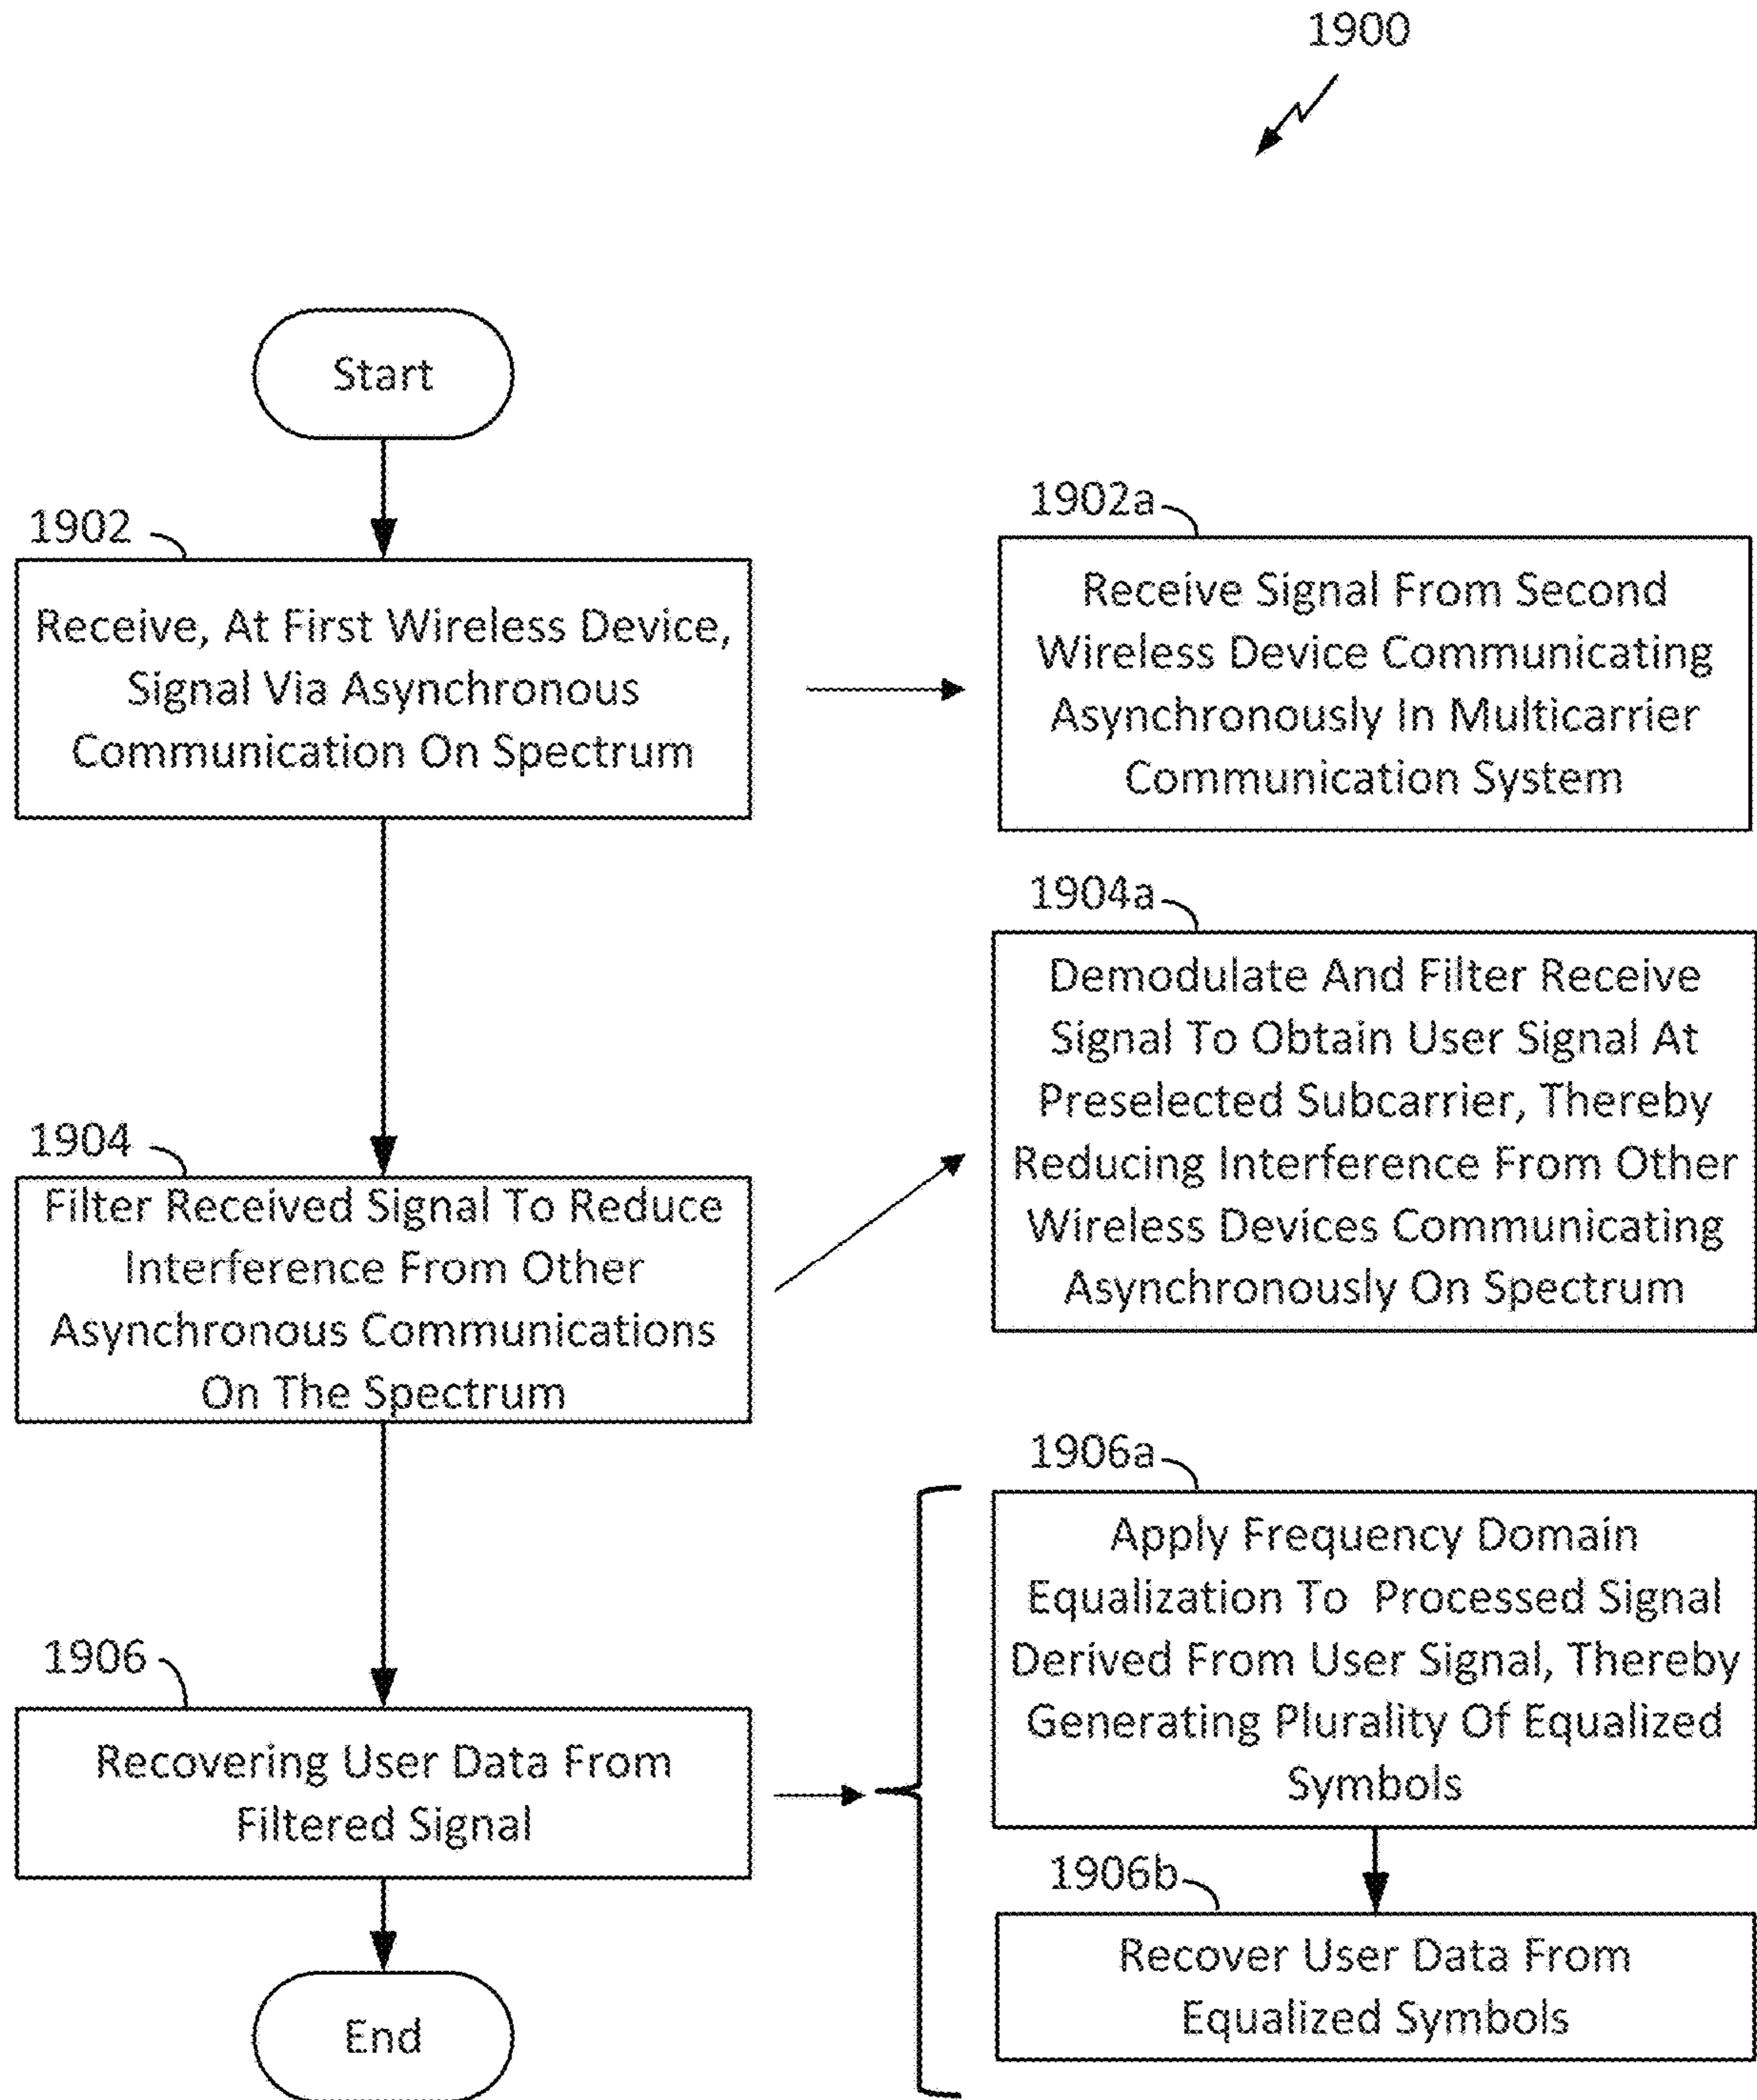 1900
Start
1902
Receive, At First Wireless Device,
Signal Via Asynchronous
Communication On Spectrum
1902a
Receive Signal From Second
Wireless Device Communicating
Asynchronously In Multicarrier
Communication System
1904
Filter Received Signal To Reduce
Interference From Other
Asynchronous Communications
On The Spectrum
1904a
Demodulate And Filter Receive
Signal To Obtain User Signal At
Preselected Subcarrier, Thereby
Reducing Interference From Other
Wireless Devices Communicating
Asynchronously On Spectrum
1906
Recovering User Data From
Filtered Signal
1906a
Apply Frequency Domain
Equalization To Processed Signal
Derived From User Signal, Thereby
Generating Plurality Of Equalized
Symbols
1906b
Recover User Data From
Equalized Symbols
End